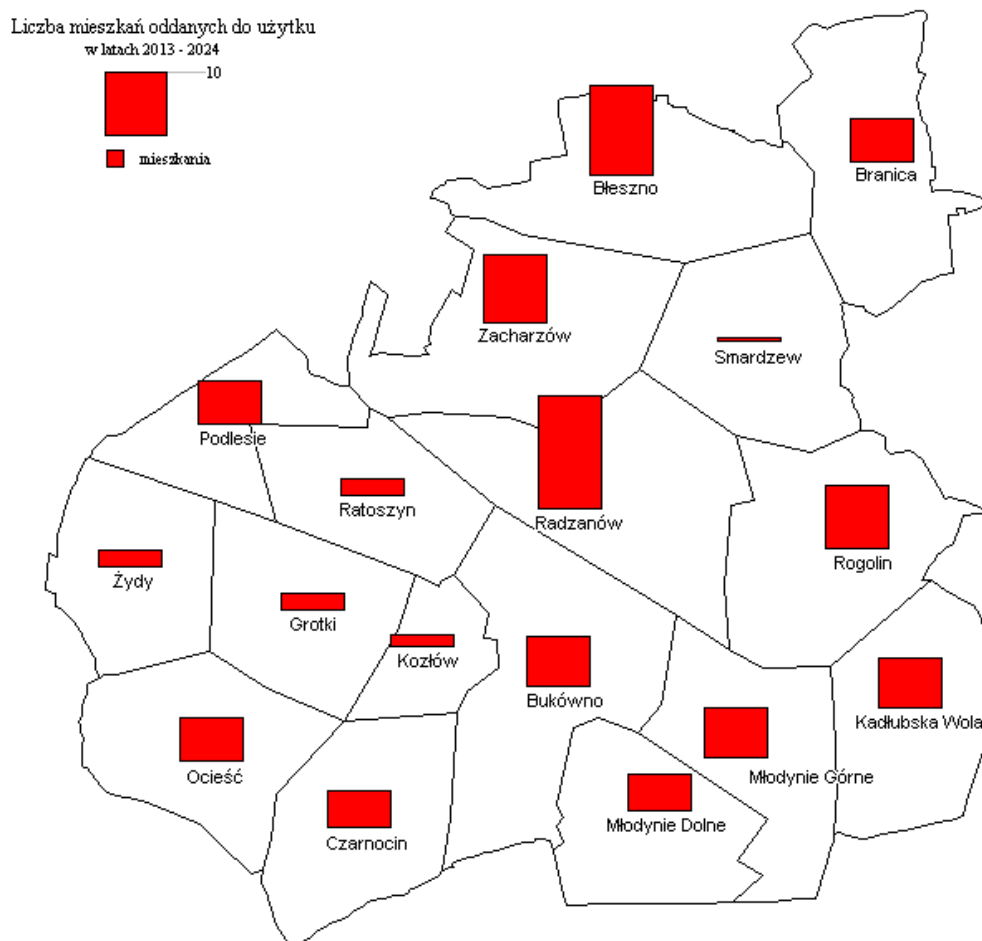 Liczba mieszkań oddanych do użytku
w latach 2013 - 2024
10
mieszkania
Błeszno
Branica
Zacharzów
Smardzew
Podlesie
Ratoszyn
Radzanów
Rogolin
Żydy
Grotki
Kozłów
Bukówno
Kadłubska Wola
Ocieść
Młodynie Górne
Czarnocin
Młodynie Dolne